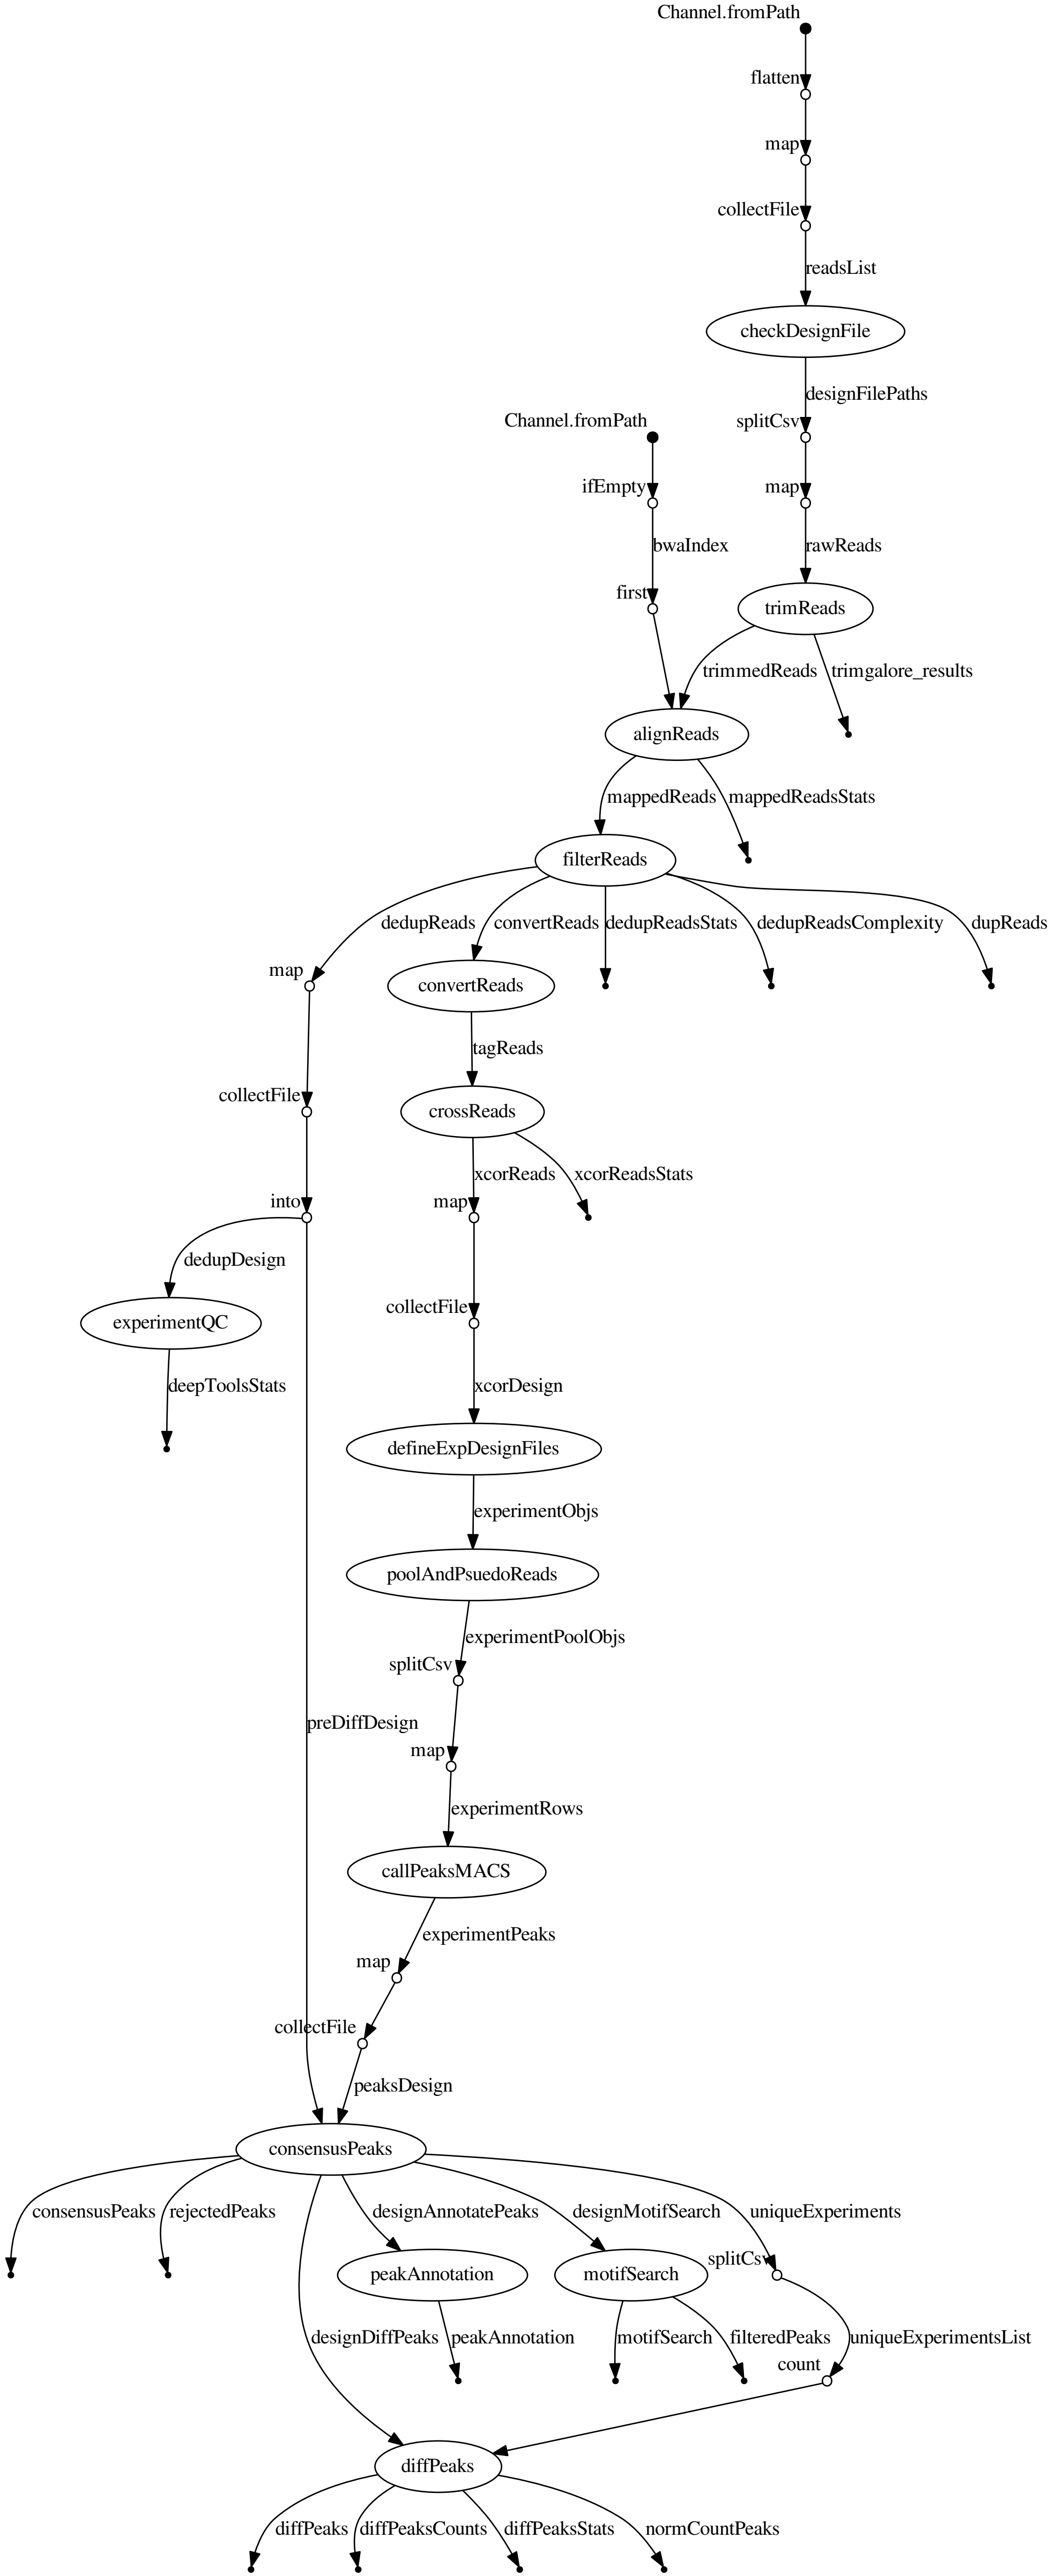 Channel.fromPath
flatten
map
collectFile
readsList
checkDesignFile
designFilePaths
Channel.fromPath
splitCsv
ifEmpty
map
bwaIndex
rawReads
first
trimReads
trimmedReads
trimgalore_results
alignReads
mappedReads
mappedReadsStats
filterReads
dedupReads
convertReads
dedupReadsStats
dedupReadsComplexity
dupReads
map
convertReads
tagReads
collectFile
crossReads
xcorReads
xcorReadsStats
into
map
dedupDesign
collectFile
experimentQC
deepToolsStats
xcorDesign
defineExpDesignFiles
experimentObjs
poolAndPsuedoReads
experimentPoolObjs
splitCsv
preDiffDesign
map
experimentRows
callPeaksMACS
experimentPeaks
map
collectFile
peaksDesign
consensusPeaks
consensusPeaks
rejectedPeaks
designAnnotatePeaks
designMotifSearch
uniqueExperiments
splitCsv
peakAnnotation
motifSearch
designDiffPeaks
peakAnnotation
motifSearch
filteredPeaks
uniqueExperimentsList
count
diffPeaks
diffPeaks
diffPeaksCounts
diffPeaksStats
normCountPeaks